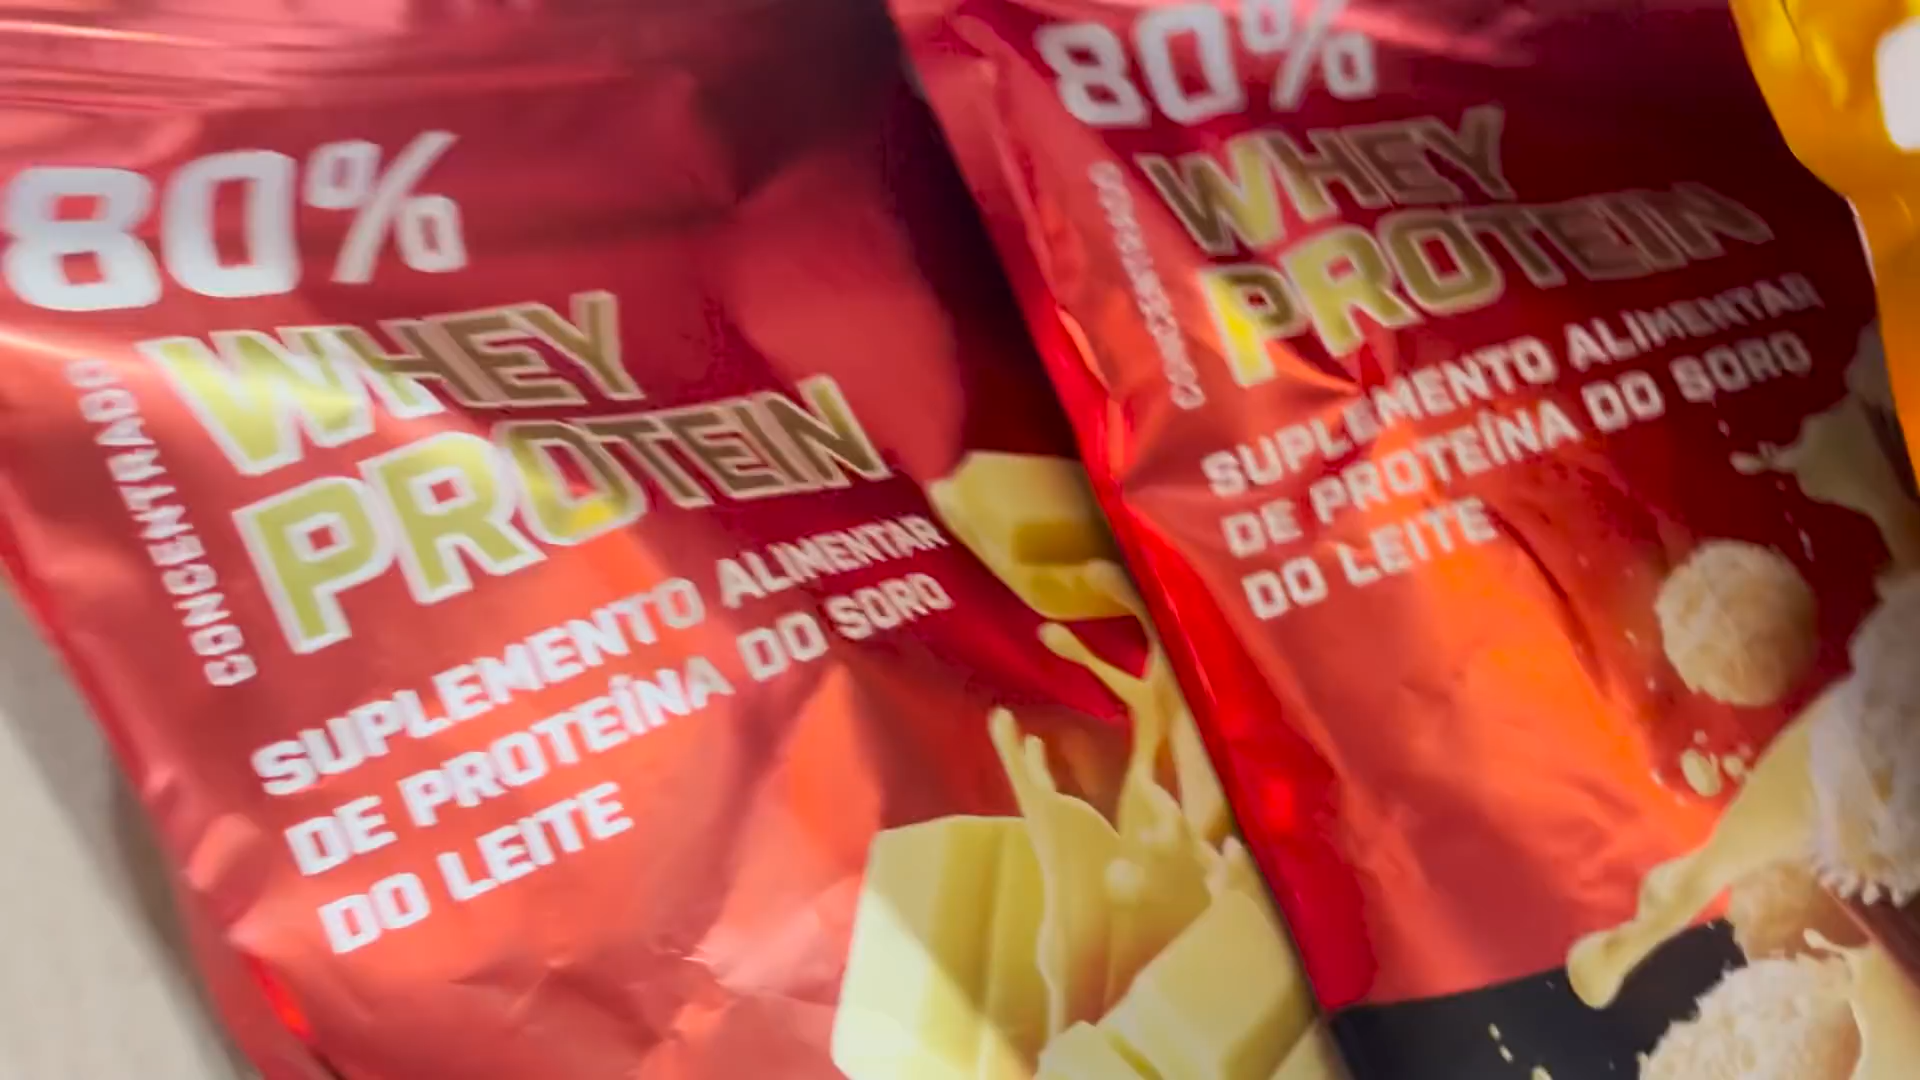 80%
WHEY
PROTEIN
CONCENTRADO
SUPLEMENTO ALIMENTAR
DE PROTEÍNA DO SORO
DO LEITE
80%
WHEY
PROTEIN
CONCENTRADO
SUPLEMENTO ALIMENTAR
DE PROTEÍNA DO SORO
DO LEITE